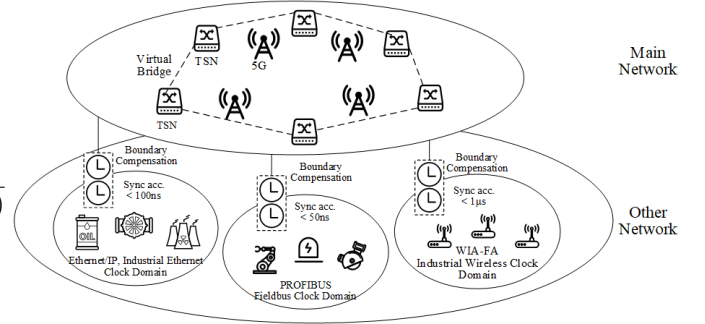 Main
Network
Virtual
Bridge
TSN
5G
TSN
Boundary
Compensation
Sync acc.
< 100ns
OIL
Ethernet/IP, Industrial Ethernet
Clock Domain
Boundary
Compensation
Sync acc.
< 50ns
PROFIBUS
Fieldbus Clock Domain
Boundary
Compensation
Sync acc.
< 1μs
WIA-FA
Industrial Wireless Clock
Domain
Other
Network